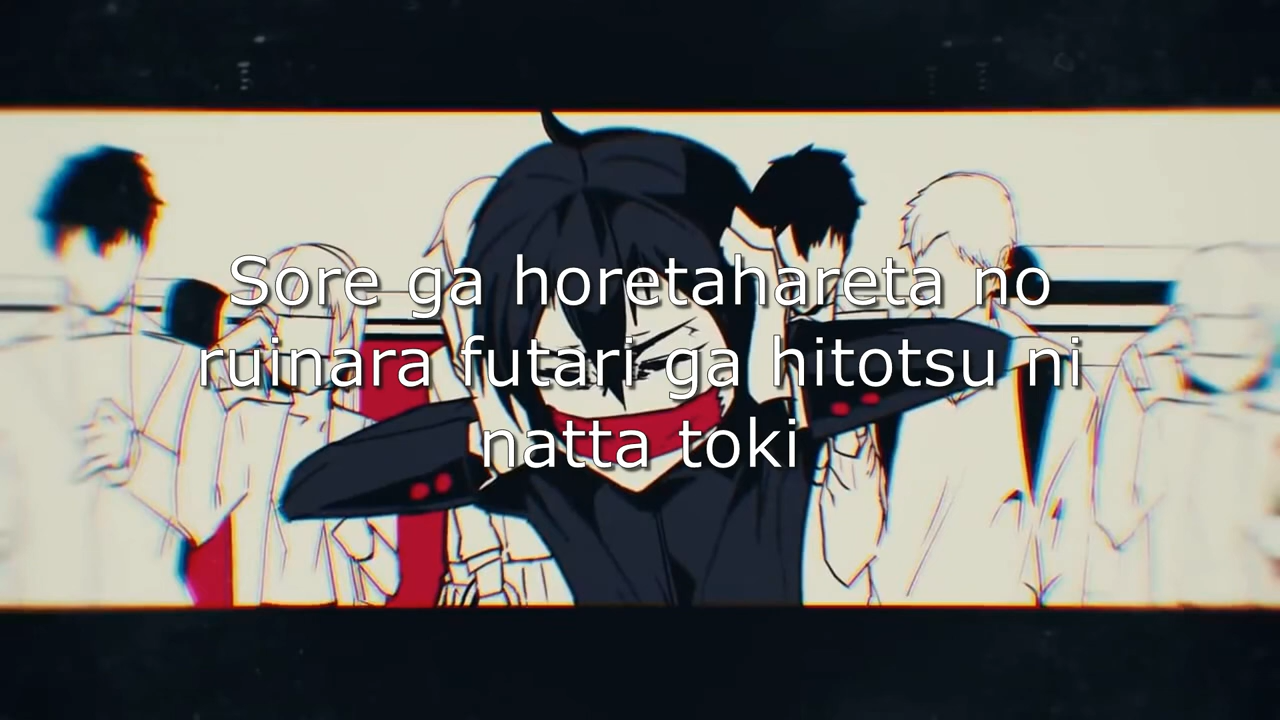 Sore ga horetahareta no
ruinara futari ga hitotsu ni
natta toki